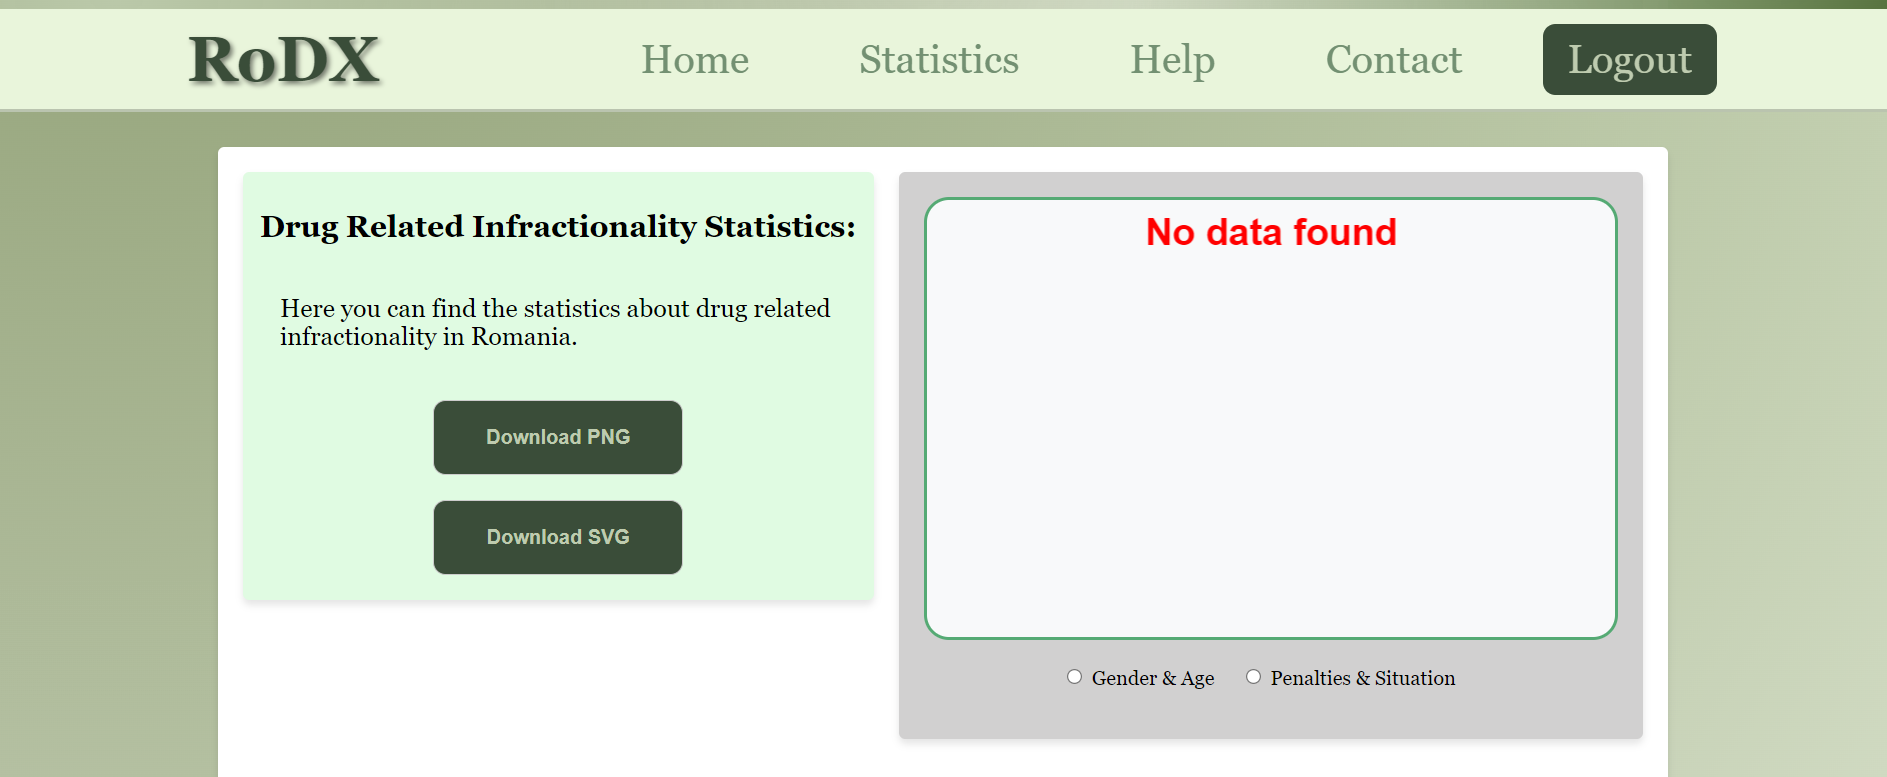 RoDX
Home
Statistics
Help
Contact
Logout
Drug Related Infractionality Statistics:
Here you can find the statistics about drug related
infractionality in Romania.
Download PNG
Download SVG
No data found
Gender & Age
Penalties & Situation